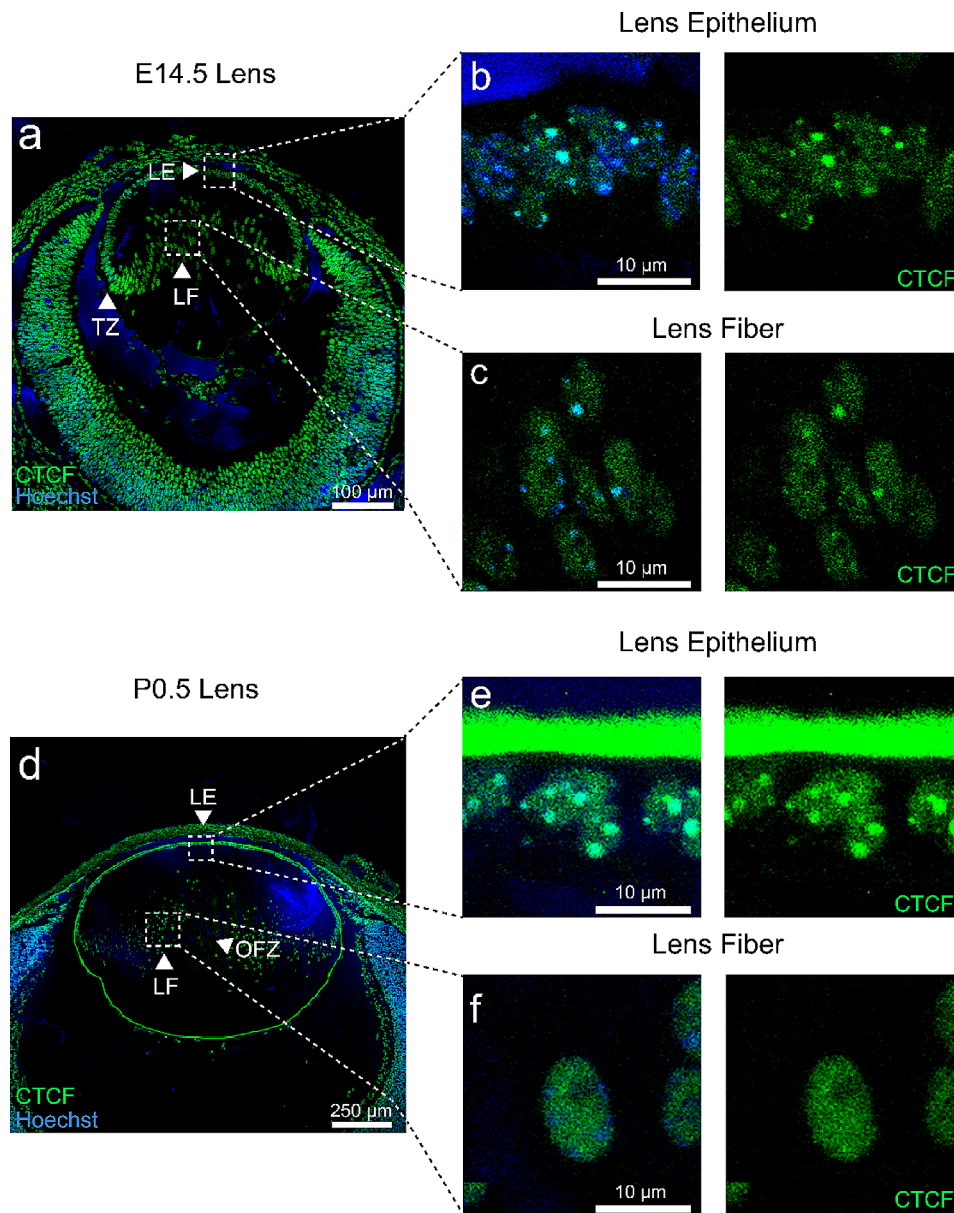 Lens Epithelium
E14.5 Lens
a
LE
LF
TZ
CTCF
Hoechst
100 µm
b
10 µm
CTCF
Lens Fiber
c
10 µm
CTCF
Lens Epithelium
P0.5 Lens
d
LE
OFZ
LF
CTCF
Hoechst
250 µm
e
10 µm
CTCF
Lens Fiber
f
10 µm
CTCF